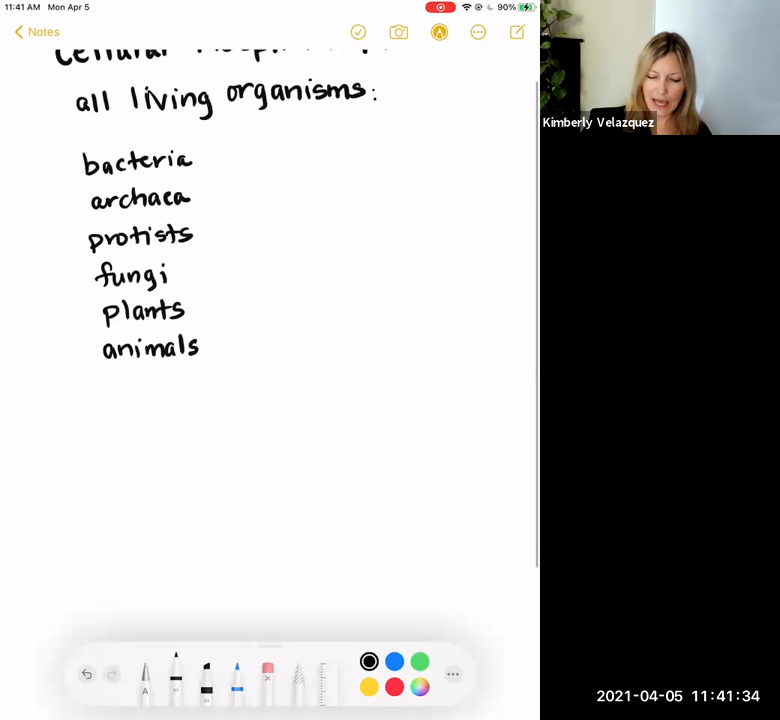 11:41 AM Mon Apr 5 90%
Notes
Cellular
all living organisms:
bacteria
archaea
protists
fungi
plants
animals
Kimberly Velazquez
A
2021-04-05 11:41:34